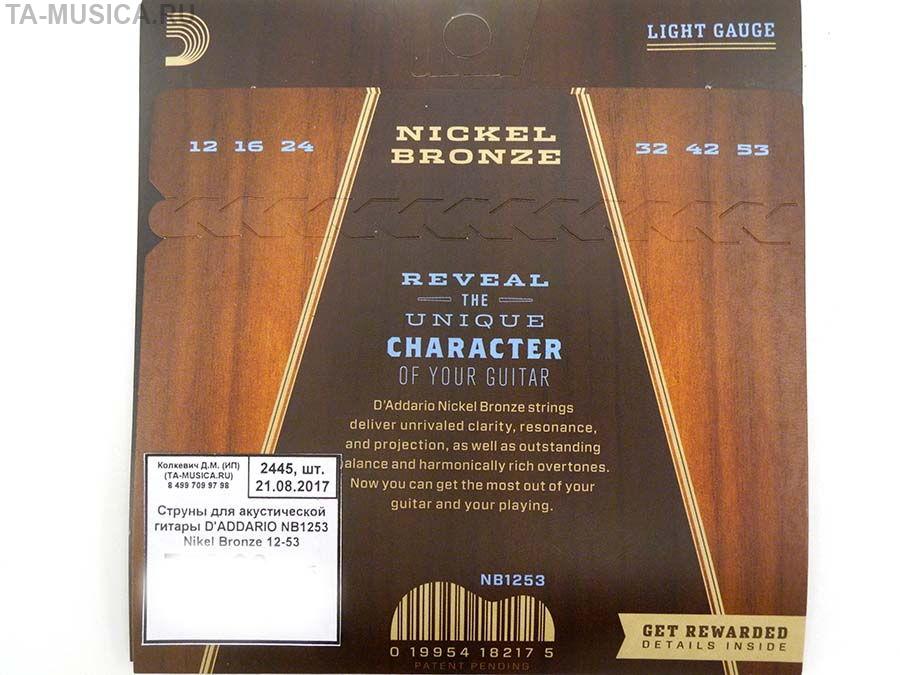 TA-MUSICA.RU
LIGHT GAUGE
12 16 24
NICKEL
BRONZE
32 42 53
REVEAL
THE
UNIQUE
CHARACTER
OF YOUR GUITAR
D'Addario Nickel Bronze strings
deliver unrivaled clarity, resonance,
and projection, as well as outstanding
alance and harmonically rich overtones.
Now you can get the most out of your
guitar and your playing.
Колкевич Д.М. (ИП)
(TA-MUSICA.RU)
8 499 709 97 98
2445, шт.
21.08.2017
Струны для акустической
гитары D'ADDARIO NB1253
Nikel Bronze 12-53
NB1253
0 19954 18217 5
PATENT PENDING
GET REWARDED
DETAILS INSIDE